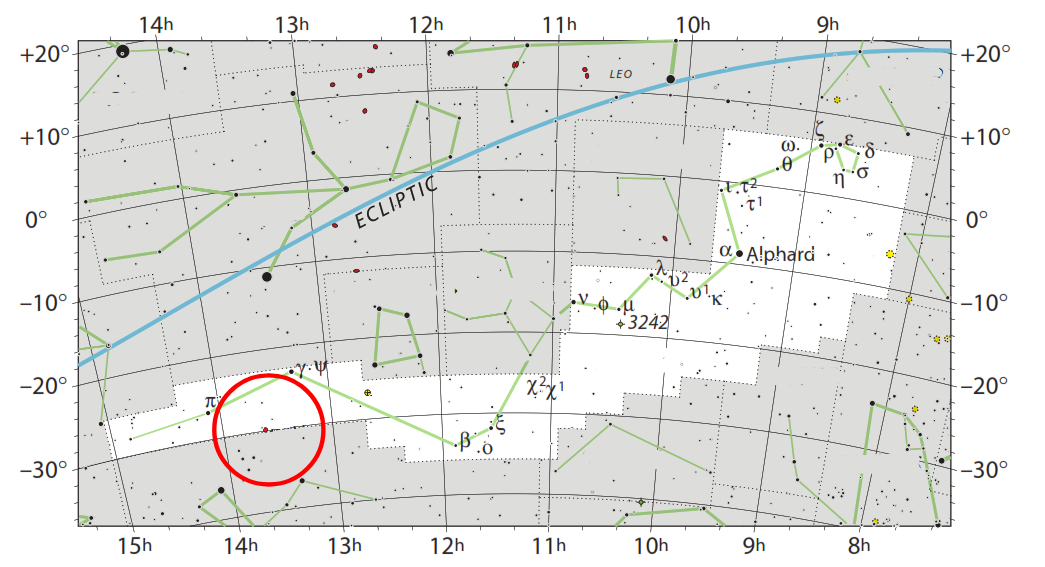 14h 13h 12h 11h 10h 9h
+20° +20°
LEO
+10° +10°
ζ ε δ
ω
ρ
θ
η σ
ι τ²
τ¹
ECLIPTIC
0° 0°
α Alphard
λ
υ²
υ¹ κ
ν φ μ
3242
−10° −10°
γ ψ
χ² χ¹
−20° −20°
π
ξ
β ο
−30° −30°
15h 14h 13h 12h 11h 10h 9h 8h